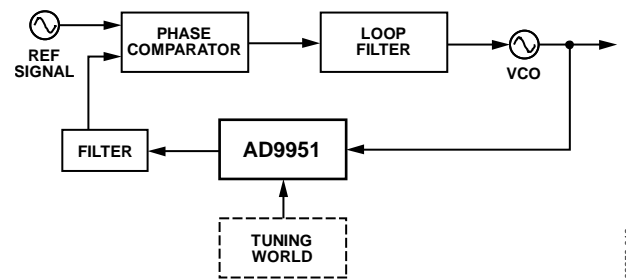 REF
SIGNAL
PHASE
COMPARATOR
LOOP
FILTER
VCO
FILTER
AD9951
TUNING
WORLD